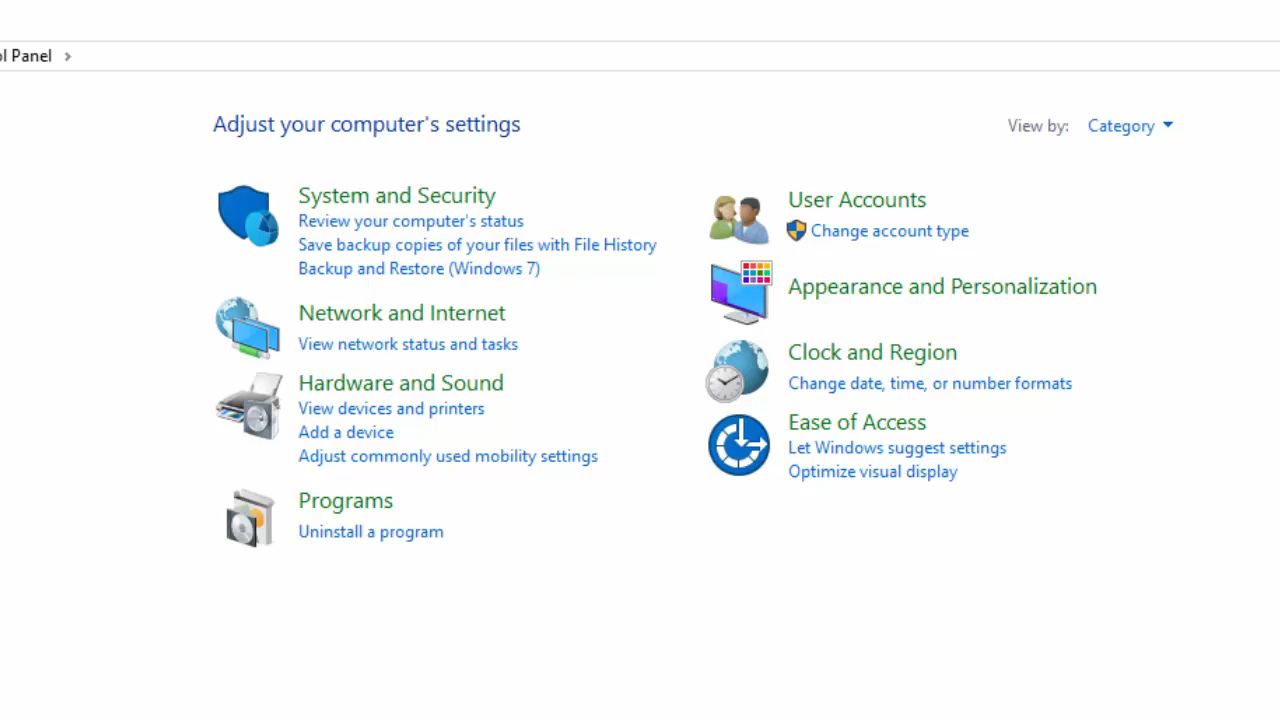 ol Panel
Adjust your computer's settings
View by: Category
System and Security
Review your computer's status
Save backup copies of your files with File History
Backup and Restore (Windows 7)
Network and Internet
View network status and tasks
Hardware and Sound
View devices and printers
Add a device
Adjust commonly used mobility settings
Programs
Uninstall a program
User Accounts
Change account type
Appearance and Personalization
Clock and Region
Change date, time, or number formats
Ease of Access
Let Windows suggest settings
Optimize visual display